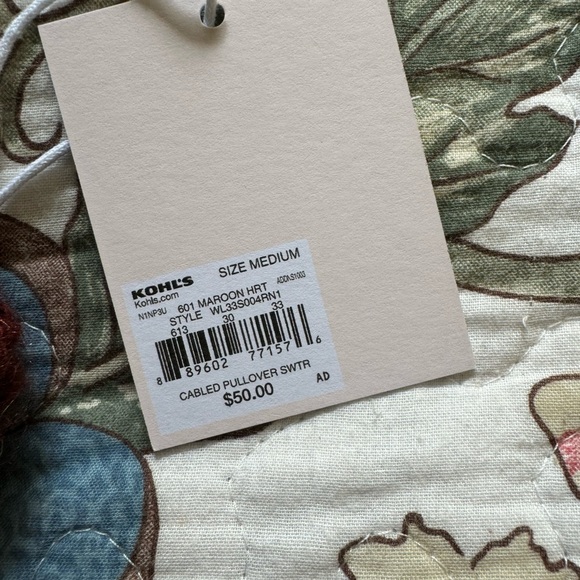 KOHL'S SIZE MEDIUM
Kohls.com
N1NP3U 601 MAROON HRT ADDNS1003
STYLE WL33S004RN1
613 30 33
8 89602 77157 6
CABLED PULLOVER SWTR
$50.00 AD